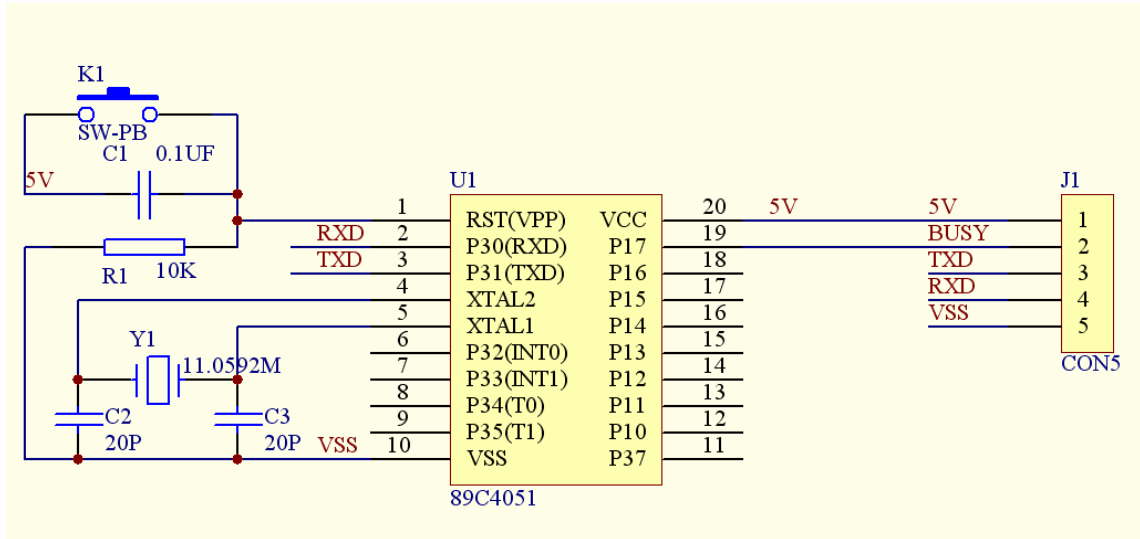 K1
SW-PB
C1 0.1UF
5V
R1 10K
Y1
11.0592M
C2
20P
C3
20P
RXD
TXD
VSS
U1
1 RST(VPP) VCC 20
2 P30(RXD) P17 19
3 P31(TXD) P16 18
4 XTAL2 P15 17
5 XTAL1 P14 16
6 P32(INT0) P13 15
7 P33(INT1) P12 14
8 P34(T0) P11 13
9 P35(T1) P10 12
10 VSS P37 11
89C4051
5V
J1
5V 1
BUSY 2
TXD 3
RXD 4
VSS 5
CON5